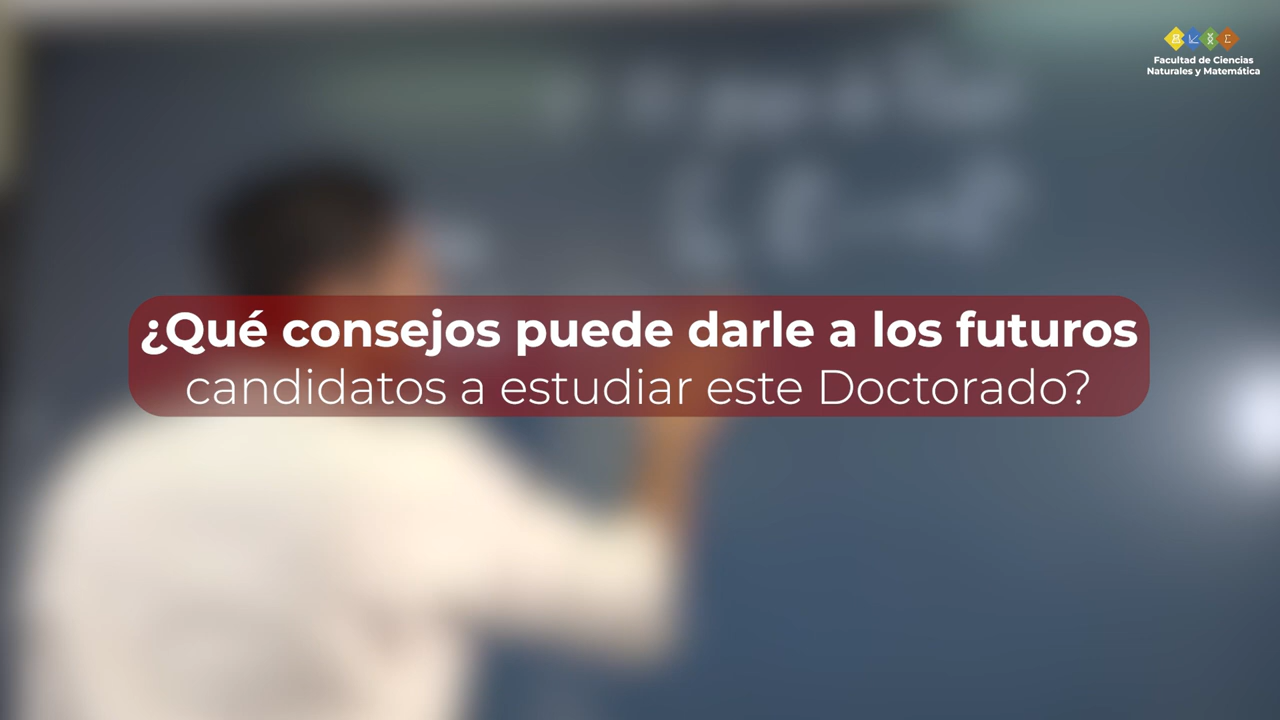 Facultad de Ciencias
Naturales y Matemática
¿Qué consejos puede darle a los futuros
candidatos a estudiar este Doctorado?